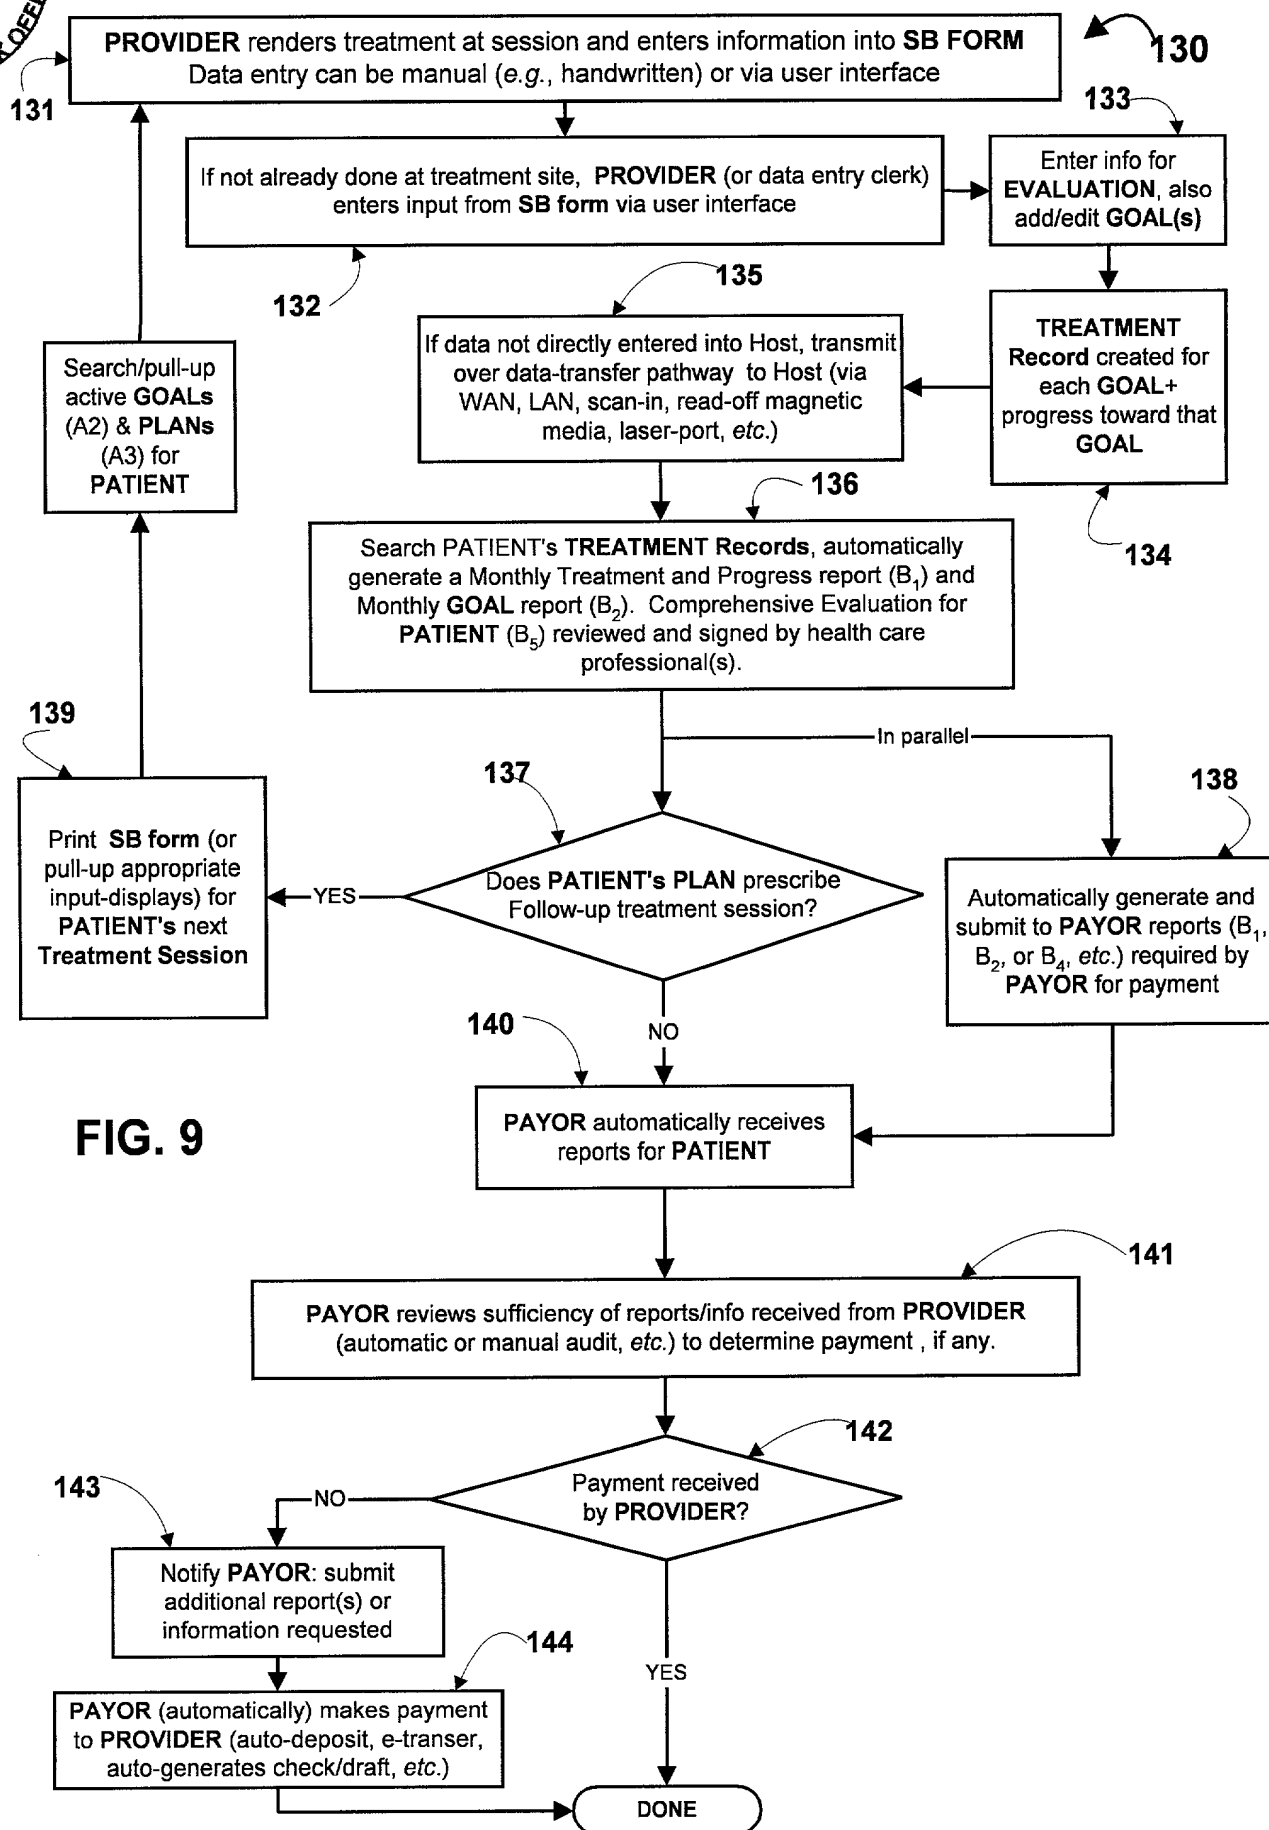 PROVIDER renders treatment at session and enters information into SB FORM
Data entry can be manual (e.g., handwritten) or via user interface
130
131
133
If not already done at treatment site, PROVIDER (or data entry clerk)
enters input from SB form via user interface
132
Enter info for
EVALUATION, also
add/edit GOAL(s)
135
If data not directly entered into Host, transmit
over data-transfer pathway to Host (via
WAN, LAN, scan-in, read-off magnetic
media, laser-port, etc.)
TREATMENT
Record created for
each GOAL+
progress toward that
GOAL
134
Search/pull-up
active GOALs
(A2) & PLANs
(A3) for
PATIENT
136
Search PATIENT's TREATMENT Records, automatically
generate a Monthly Treatment and Progress report (B1) and
Monthly GOAL report (B2). Comprehensive Evaluation for
PATIENT (B5) reviewed and signed by health care
professional(s).
In parallel
139
Print SB form (or
pull-up appropriate
input-displays) for
PATIENT's next
Treatment Session
YES
137
Does PATIENT's PLAN prescribe
Follow-up treatment session?
NO
138
Automatically generate and
submit to PAYOR reports (B1,
B2, or B4, etc.) required by
PAYOR for payment
140
PAYOR automatically receives
reports for PATIENT
FIG. 9
141
PAYOR reviews sufficiency of reports/info received from PROVIDER
(automatic or manual audit, etc.) to determine payment , if any.
142
Payment received
by PROVIDER?
NO
YES
143
Notify PAYOR: submit
additional report(s) or
information requested
144
PAYOR (automatically) makes payment
to PROVIDER (auto-deposit, e-transer,
auto-generates check/draft, etc.)
DONE